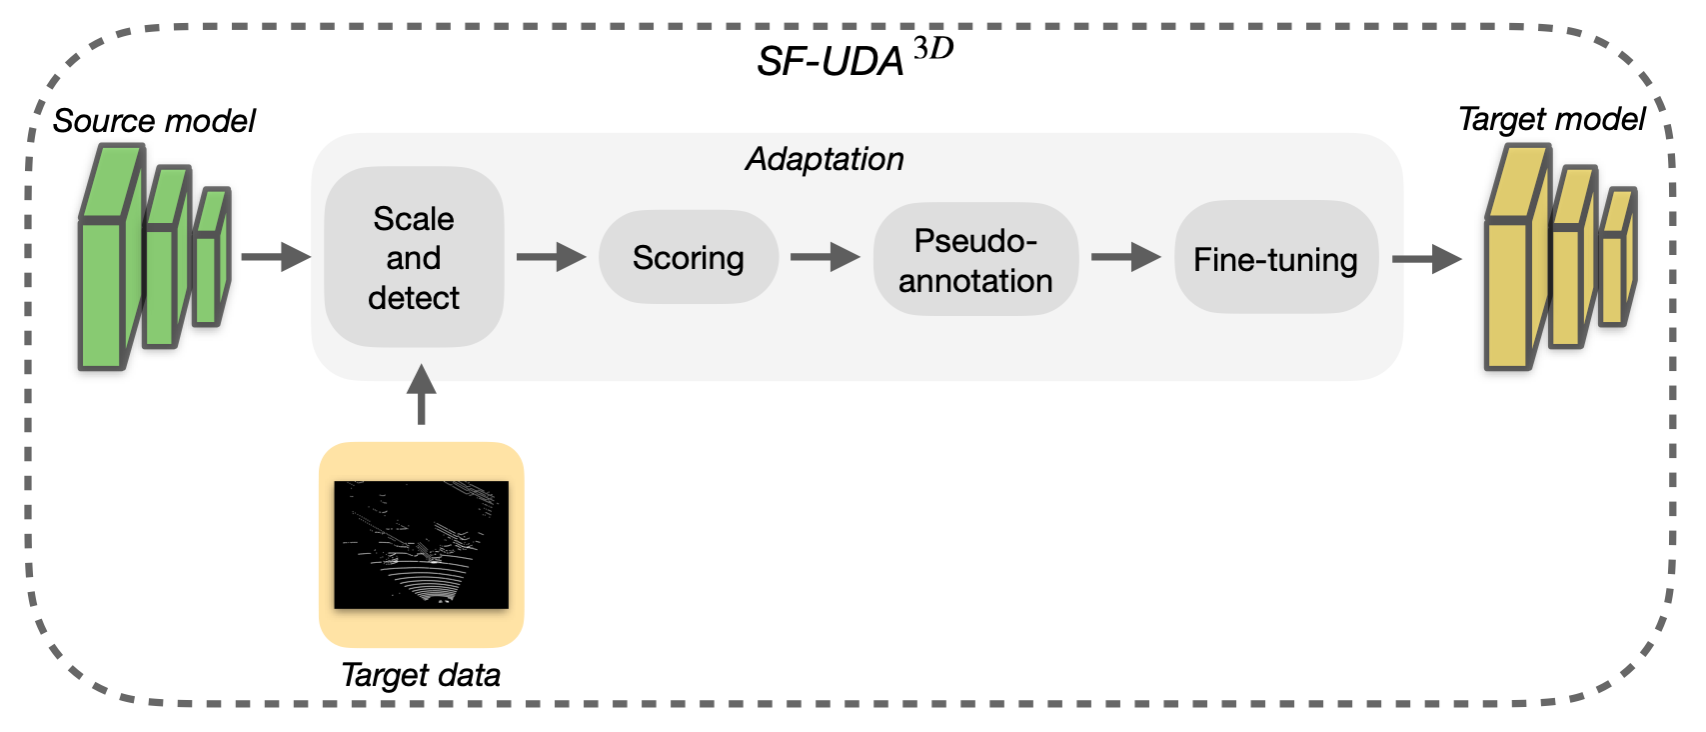 SF-UDA 3D
Source model
Target model
Adaptation
Scale
and
detect
Scoring
Pseudo-
annotation
Fine-tuning
Target data